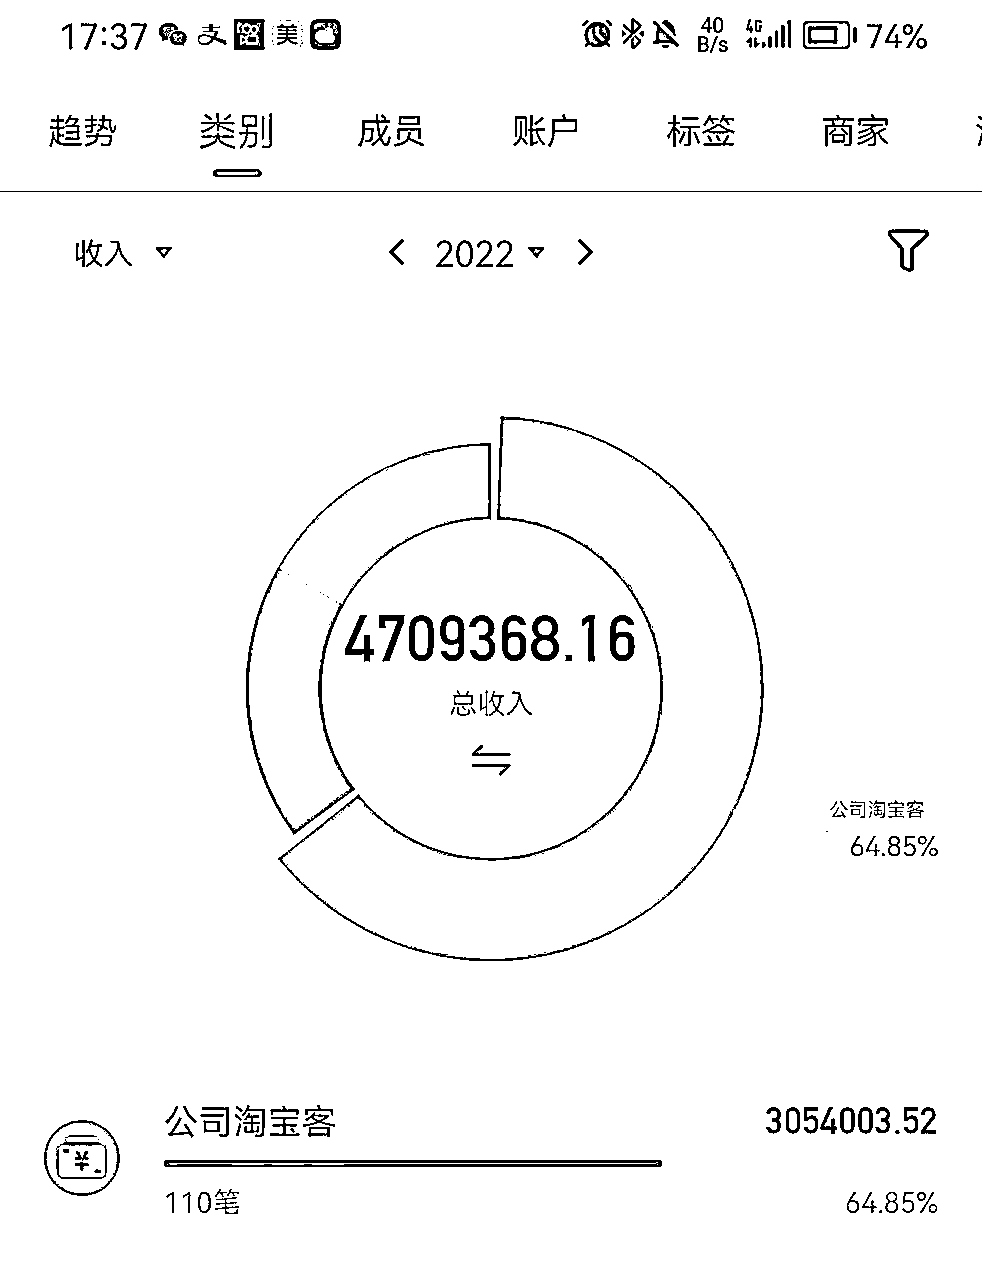 17:37 支 美 40 B/s 4G 74%
趋势 类别 成员 账户 标签 商家
收入 2022
4709368.16
总收入
公司淘宝客
64.85%
公司淘宝客 3054003.52
¥
110笔 64.85%